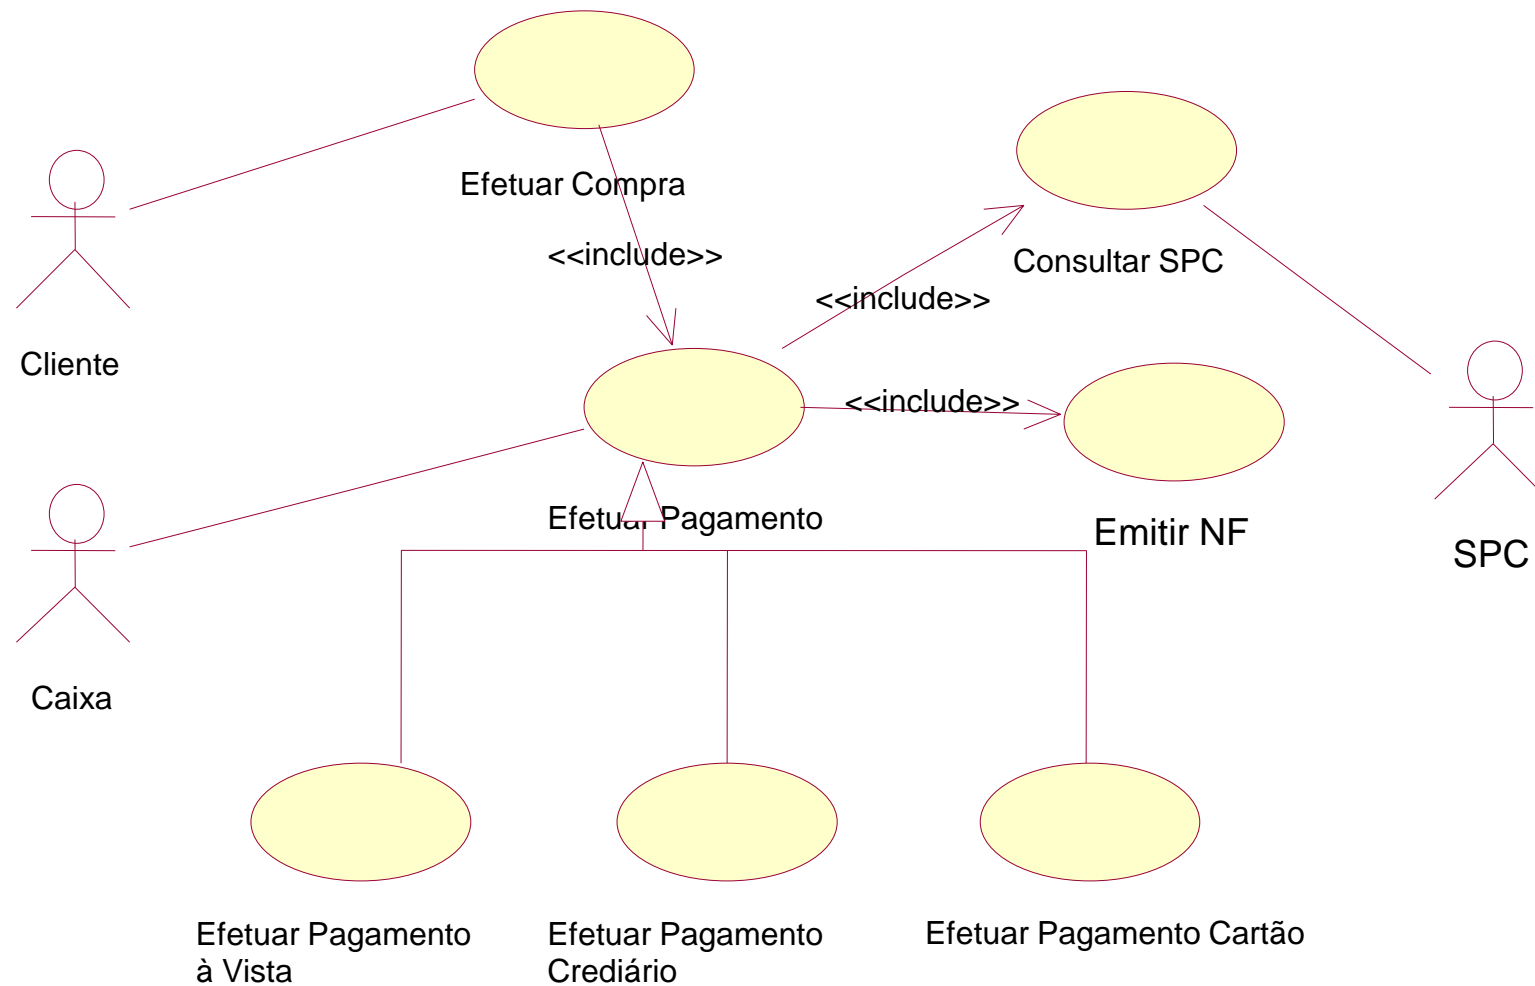 Efetuar Compra
<<include>>
Consultar SPC
<<include>>
Cliente
<<include>>
Efetuar Pagamento
Emitir NF
SPC
Caixa
Efetuar Pagamento
à Vista
Efetuar Pagamento
Crediário
Efetuar Pagamento Cartão